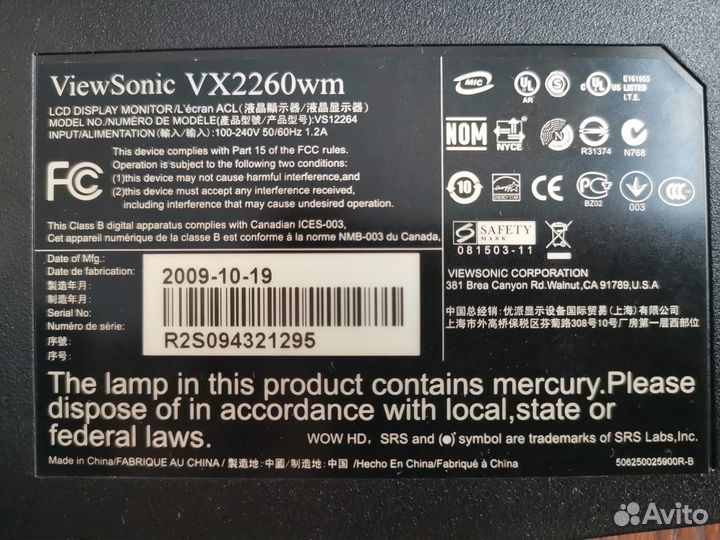 ViewSonic VX2260wm
LCD DISPLAY MONITOR/L'écran ACL(液晶顯示器/液晶显示器)
MODEL NO./NUMÉRO DE MODÈLE(產品型號/产品型号):VS12264
INPUT/ALIMENTATION(輸入/输入):100-240V 50/60Hz 1.2A
FC
This device complies with Part 15 of the FCC rules.
Operation is subject to the following two conditions:
(1)this device may not cause harmful interference,and
(2)this device must accept any interference received,
including interference that may cause undesired operation.
This Class B digital apparatus complies with Canadian ICES-003,
Cet appareil numérique de la classe B est conforme à la norme NMB-003 du Canada,
MIC
UL
AR
UL
S
c UL US
E161955
LISTED
I.T.E.
NOM
NYCE
N
R31374
N768
10
ENERGY STAR
CE
PCT
BZ02
003
CCC
S SAFETY
MARK
081503-11
VIEWSONIC CORPORATION
381 Brea Canyon Rd.Walnut,CA 91789,U.S.A
中国总经销：优派显示设备国际贸易(上海)有限公司
上海市外高桥保税区芬菊路308号10号厂房第一层西部位
Date of Mfg.:
Date de fabrication:
製造年月:
制造年月:
Serial No:
Numéro de série:
序號:
序号:
2009-10-19
R2S094321295
The lamp in this product contains mercury.Please
dispose of in accordance with local,state or
federal laws.
WOW HD, SRS and (●) symbol are trademarks of SRS Labs,Inc.
Made in China/FABRIQUE AU CHINA/製造地:中國/制造地:中国/Hecho En China/Fabriqué à China
506250025900R-B
Avito